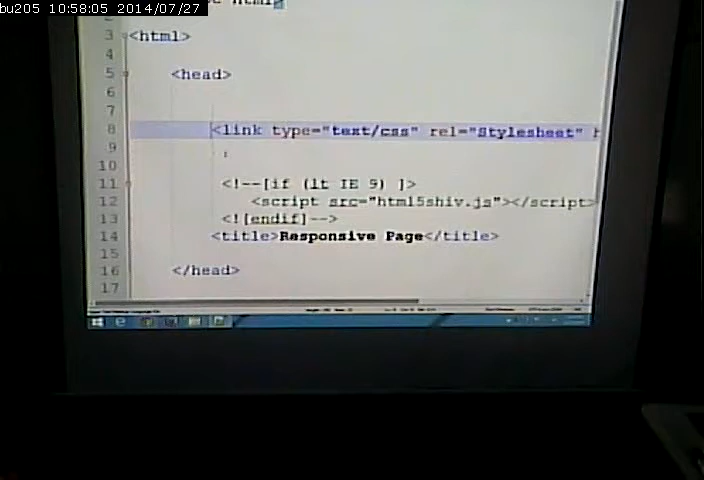 bu205 10:58:05 2014/07/27
3 <html>
4
5 <head>
6
7
8 <link type="text/css" rel="Stylesheet" h
9
10
11 <!--[if (lt IE 9) ]>
12 <script src="html5shiv.js"></script>
13 <![endif]-->
14 <title>Responsive Page</title>
15
16 </head>
17